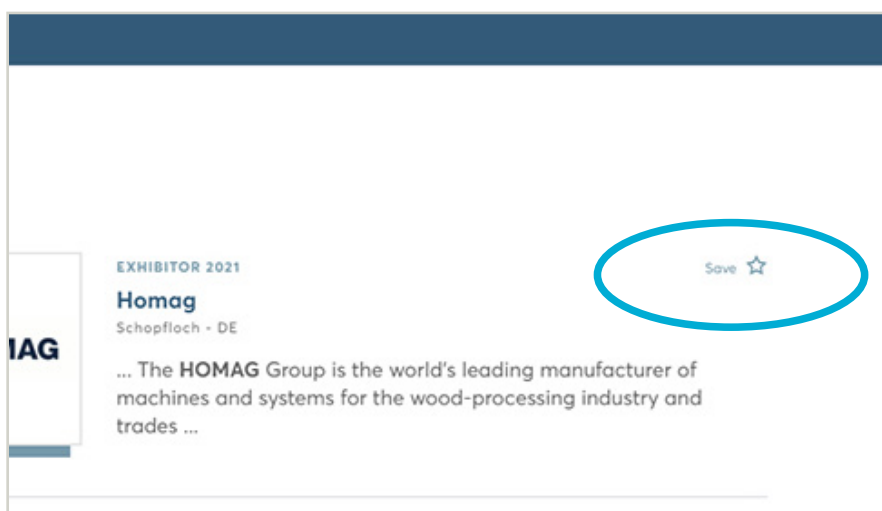 EXHIBITOR 2021
Save
Homag
Schopfloch - DE
... The HOMAG Group is the world's leading manufacturer of
machines and systems for the wood-processing industry and
trades ...